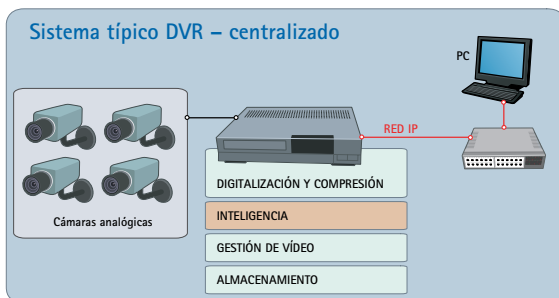 Sistema típico DVR – centralizado
PC
RED IP
Cámaras analógicas
DIGITALIZACIÓN Y COMPRESIÓN
INTELIGENCIA
GESTIÓN DE VÍDEO
ALMACENAMIENTO